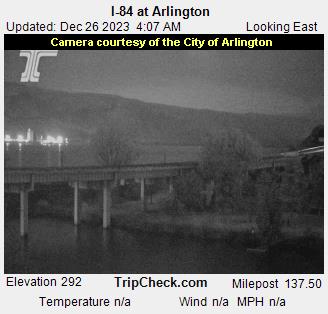 I-84 at Arlington
Updated: Dec 26 2023 4:07 AM Looking East
Camera courtesy of the City of Arlington
Elevation 292 TripCheck.com Milepost 137.50
Temperature n/a Wind n/a MPH n/a